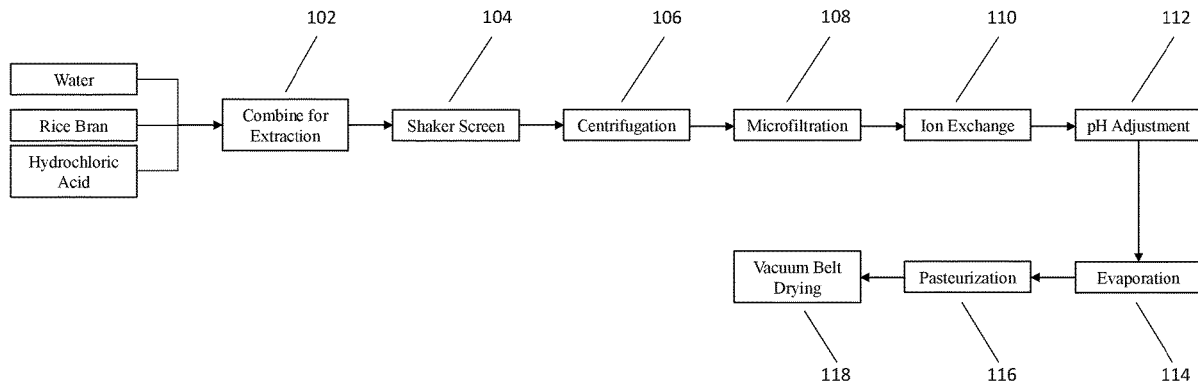 102
104
106
108
110
112
Water
Rice Bran
Hydrochloric
Acid
Combine for
Extraction
Shaker Screen
Centrifugation
Microfiltration
Ion Exchange
pH Adjustment
Vacuum Belt
Drying
Pasteurization
Evaporation
118
116
114